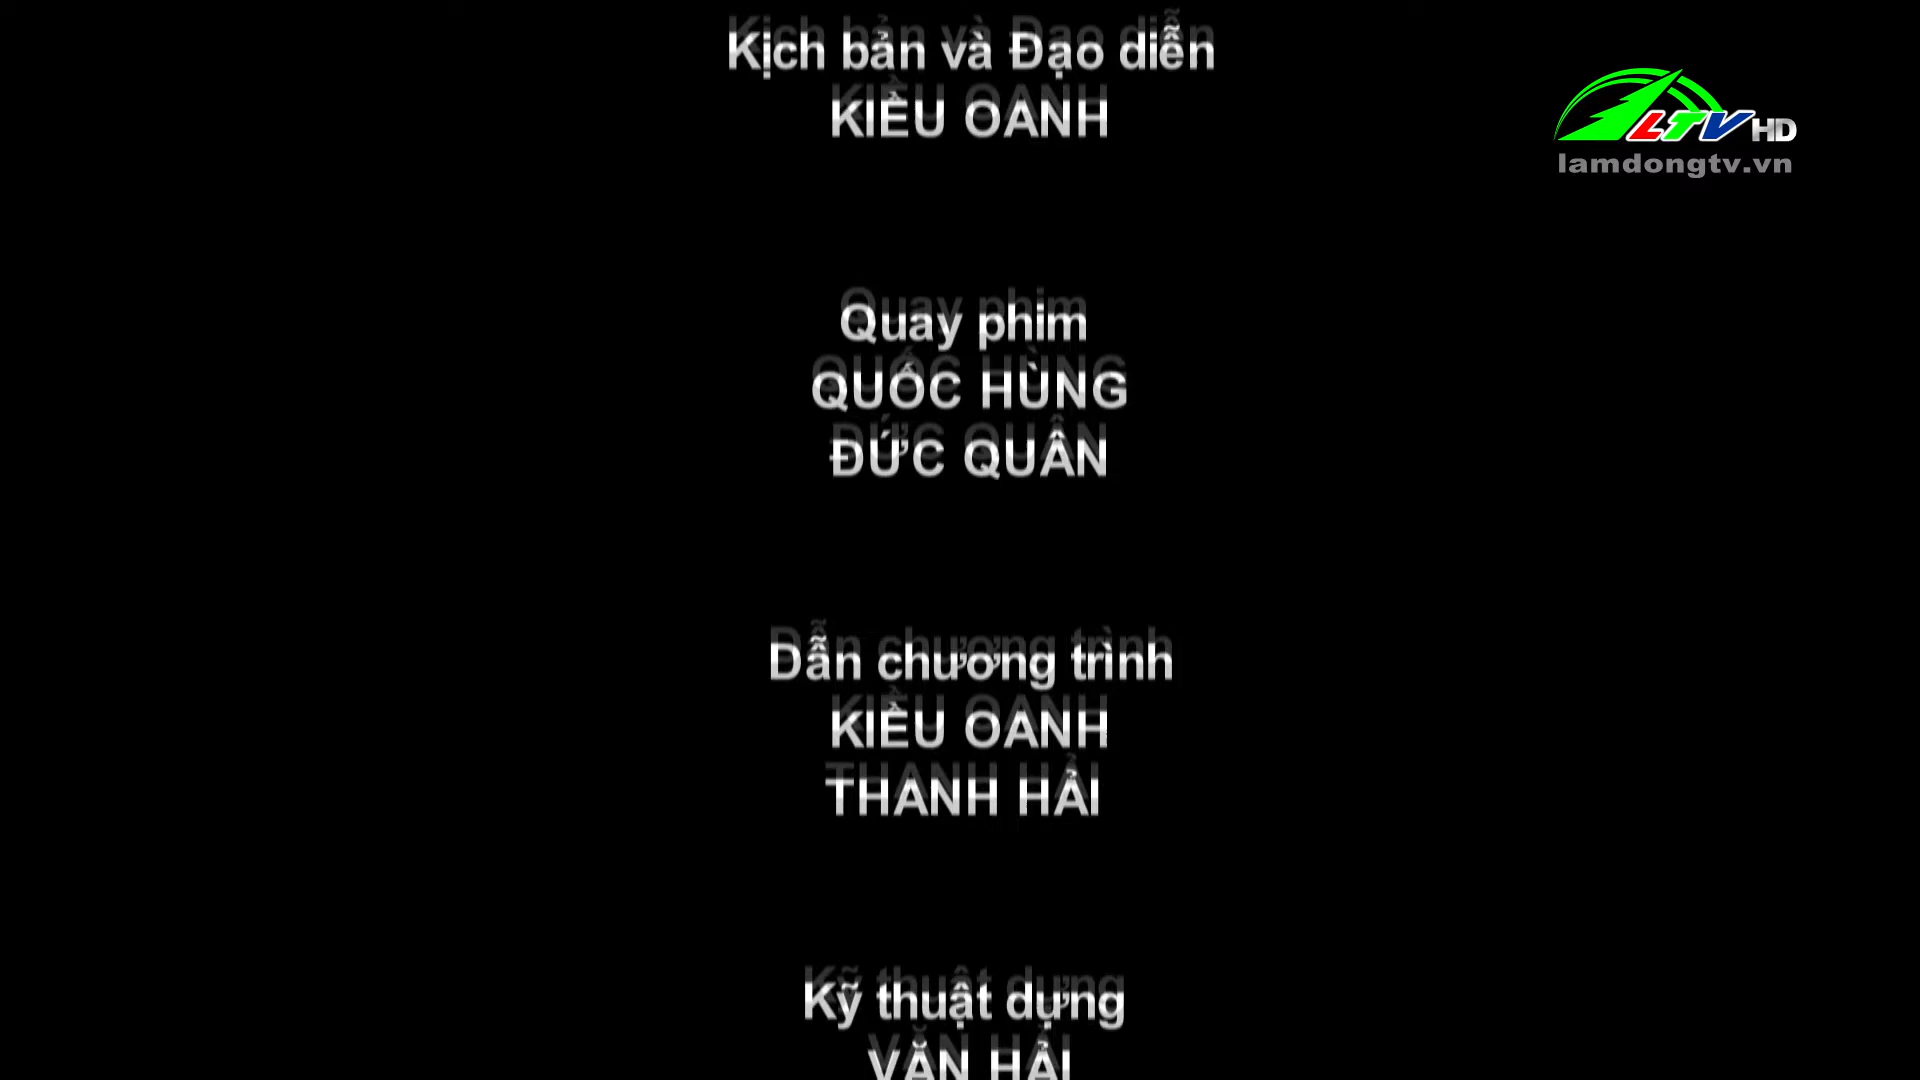 Kịch bản và Đạo diễn
KIỀU OANH
LTV HD
lamdongtv.vn
Quay phim
QUỐC HÙNG
ĐỨC QUÂN
Dẫn chương trình
KIỀU OANH
THANH HẢI
Kỹ thuật dựng
VĂN HẢI